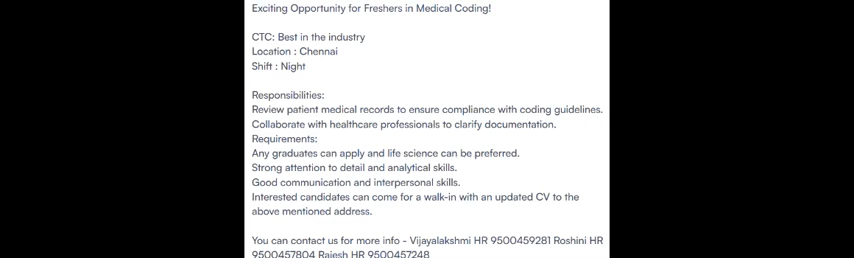 Exciting Opportunity for Freshers in Medical Coding!
CTC: Best in the industry
Location : Chennai
Shift : Night
Responsibilities:
Review patient medical records to ensure compliance with coding guidelines.
Collaborate with healthcare professionals to clarify documentation.
Requirements:
Any graduates can apply and life science can be preferred.
Strong attention to detail and analytical skills.
Good communication and interpersonal skills.
Interested candidates can come for a walk-in with an updated CV to the
above mentioned address.
You can contact us for more info - Vijayalakshmi HR 9500459281 Roshini HR
9500457804 Rajesh HR 9500457248